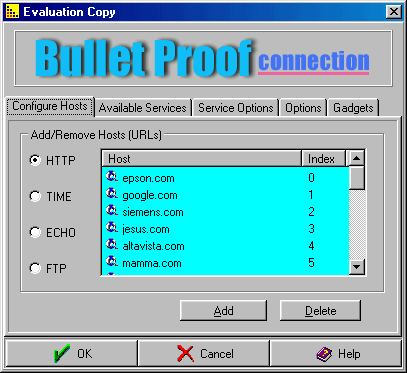 Evaluation Copy
Bullet Proof connection
Configure Hosts Available Services Service Options Options Gadgets
Add/Remove Hosts (URLs)
HTTP
TIME
ECHO
FTP
Host Index
epson.com 0
google.com 1
siemens.com 2
jesus.com 3
altavista.com 4
mamma.com 5
Add Delete
OK Cancel Help